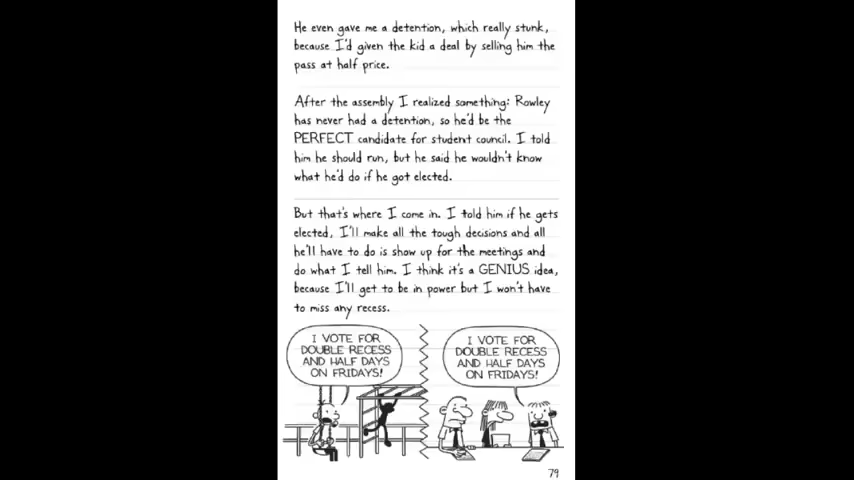 He even gave me a detention, which really stunk,
because I'd given the kid a deal by selling him the
pass at half price.
After the assembly I realized something: Rowley
has never had a detention, so he'd be the
PERFECT candidate for student council. I told
him he should run, but he said he wouldn't know
what he'd do if he got elected.
But that's where I come in. I told him if he gets
elected, I'll make all the tough decisions and all
he'll have to do is show up for the meetings and
do what I tell him. I think it's a GENIUS idea,
because I'll get to be in power but I won't have
to miss any recess.
I VOTE FOR
DOUBLE RECESS
AND HALF DAYS
ON FRIDAYS!
I VOTE FOR
DOUBLE RECESS
AND HALF DAYS
ON FRIDAYS!
79